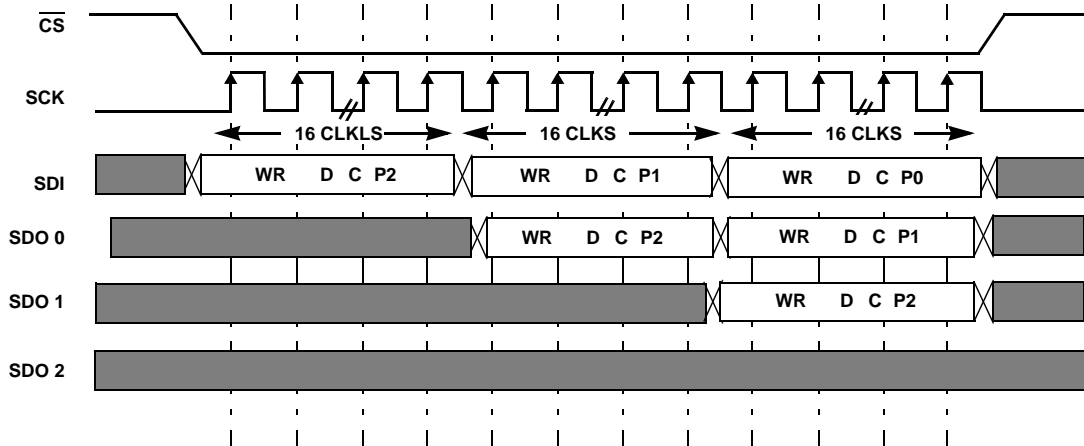 CS
SCK
16 CLKLS 16 CLKS 16 CLKS
SDI WR D C P2 WR D C P1 WR D C P0
SDO 0 WR D C P2 WR D C P1
SDO 1 WR D C P2
SDO 2